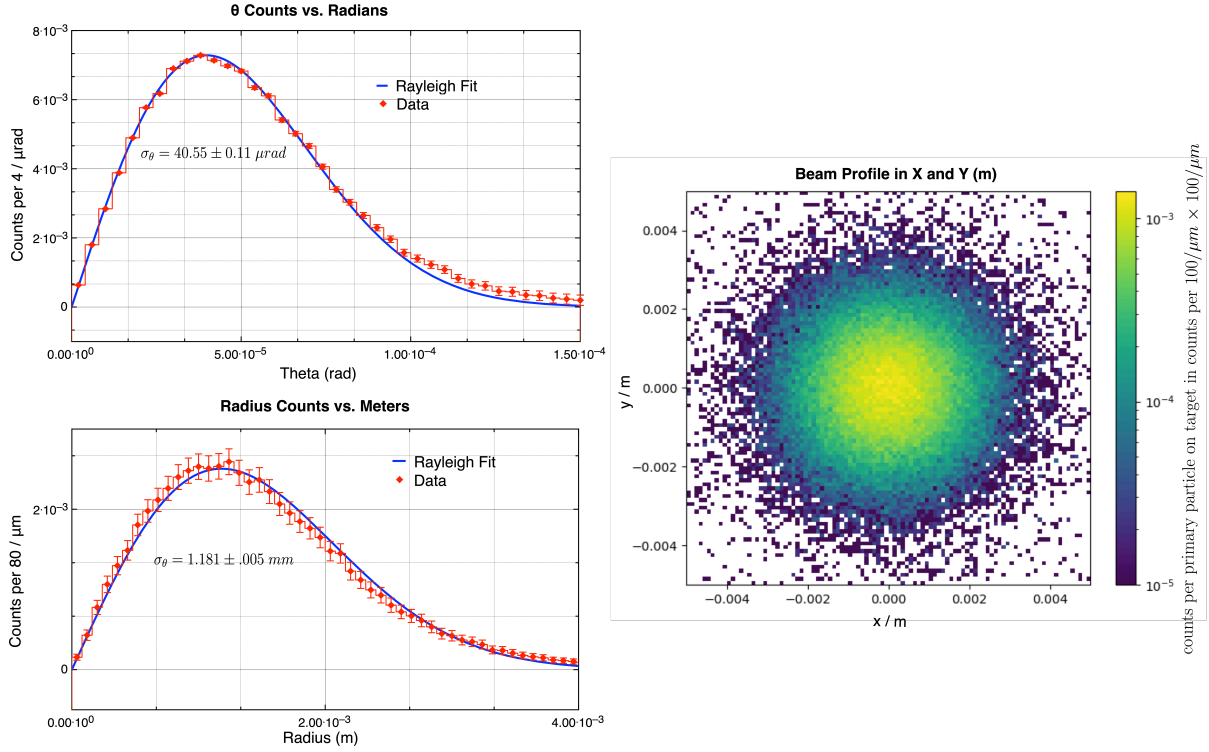 θ Counts vs. Radians
8·10⁻³
6·10⁻³
4·10⁻³
2·10⁻³
0
Counts per 4 / μrad
Rayleigh Fit
Data
σ_θ = 40.55 ± 0.11 μrad
0.00·10⁰
5.00·10⁻⁵
1.00·10⁻⁴
1.50·10⁻⁴
Theta (rad)
Radius Counts vs. Meters
2·10⁻³
0
Counts per 80 / μm
Rayleigh Fit
Data
σ_θ = 1.181 ± .005 mm
0.00·10⁰
2.00·10⁻³
4.00·10⁻³
Radius (m)
Beam Profile in X and Y (m)
0.004
0.002
0.000
−0.002
−0.004
y / m
−0.004
−0.002
0.000
0.002
0.004
x / m
10⁻³
10⁻⁴
10⁻⁵
counts per primary particle on target in counts per 100/μm × 100/μm